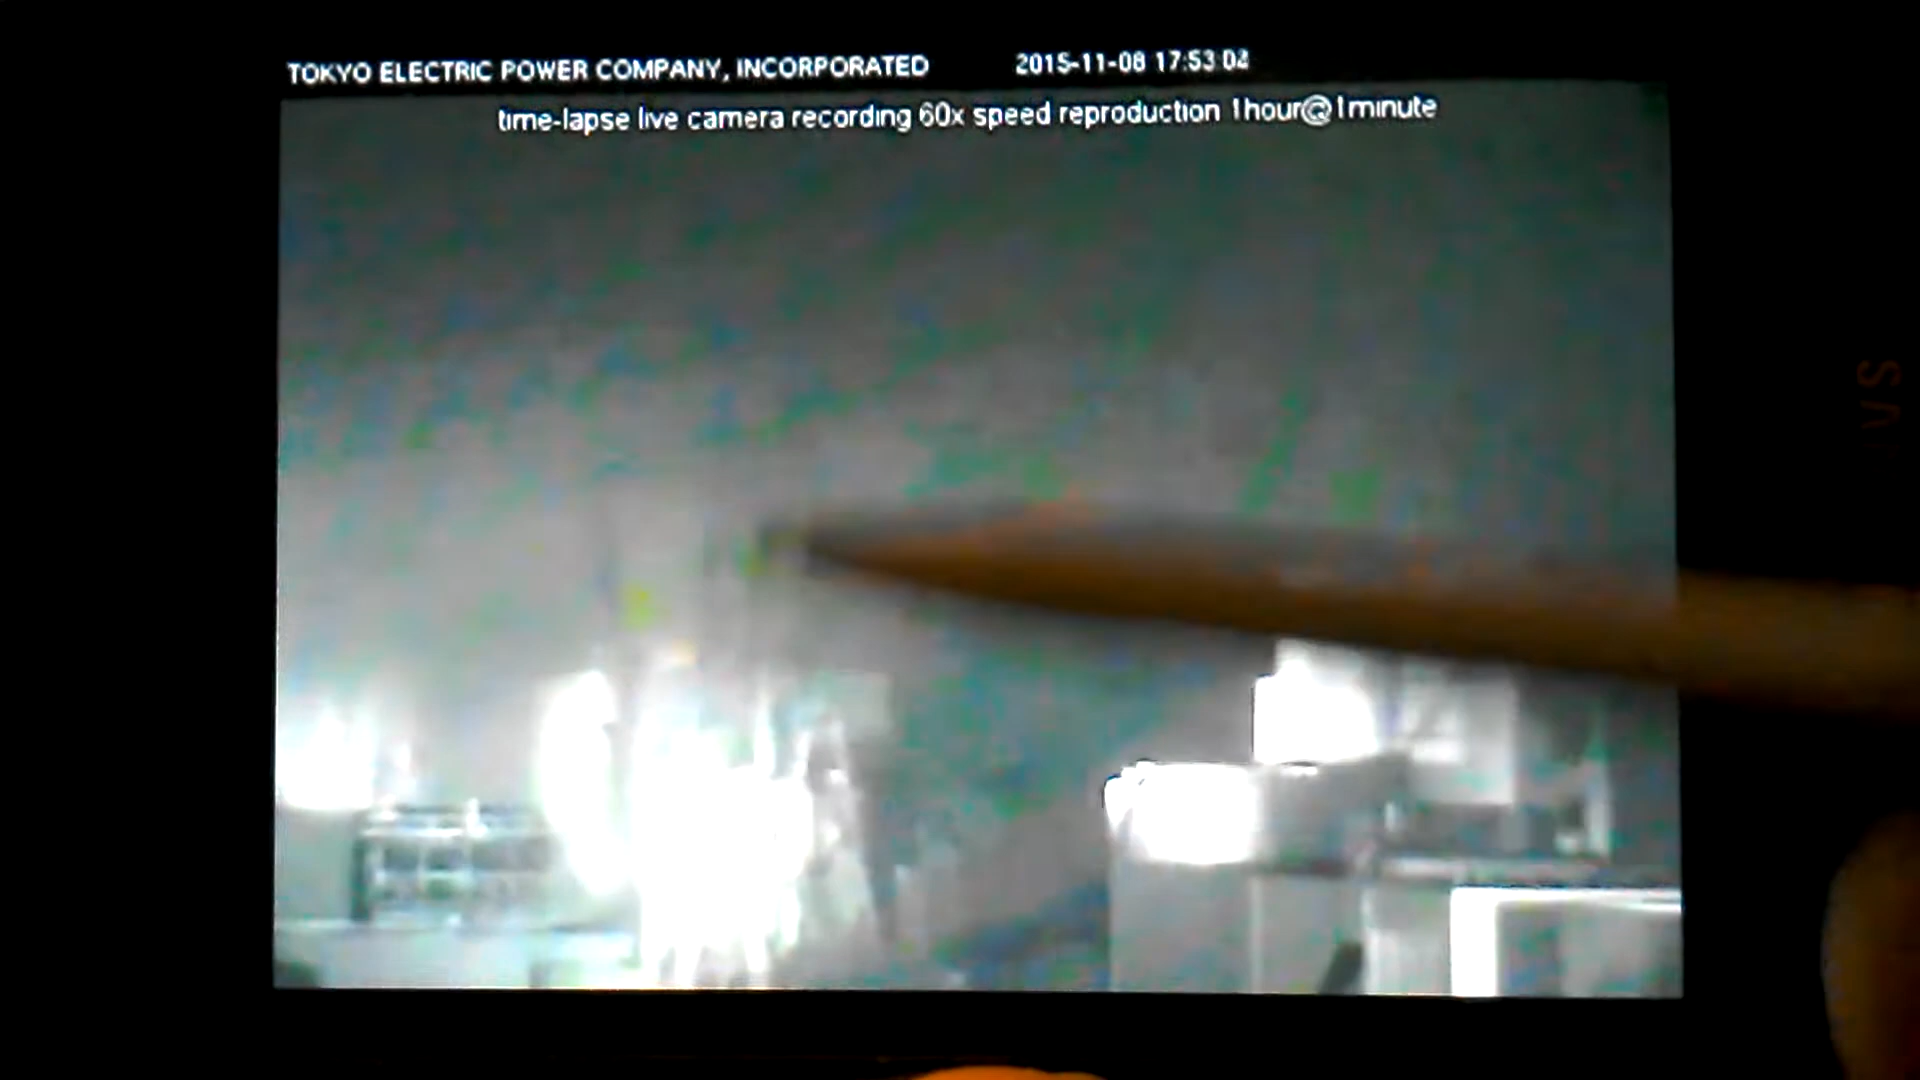 TOKYO ELECTRIC POWER COMPANY, INCORPORATED 2015-11-08 17:53:02
time-lapse live camera recording 60x speed reproduction 1hour@1minute